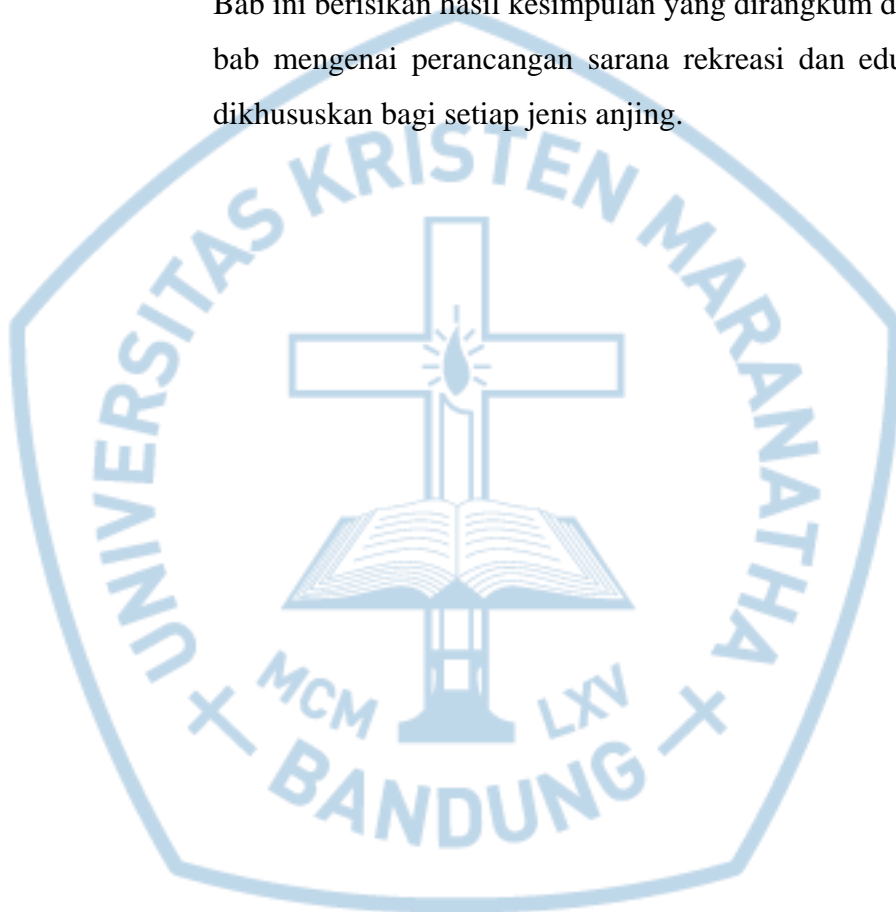 Bab ini berisikan hasil kesimpulan yang dirangkum
bab mengenai perancangan sarana rekreasi dan
dikhususkan bagi setiap jenis anjing.
UNIVERSITAS KRISTEN MARANATHA
MCM LXV
BANDUNG